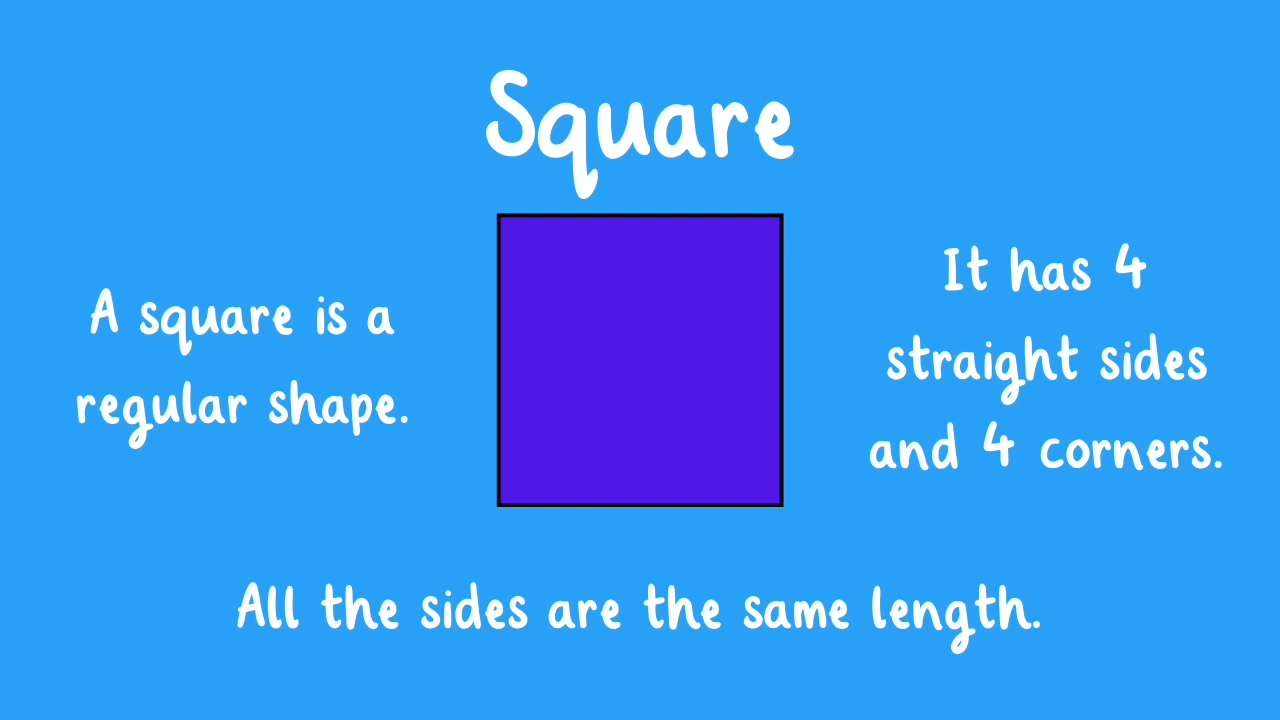 Square
A square is a
regular shape.
It has 4
straight sides
and 4 corners.
All the sides are the same length.